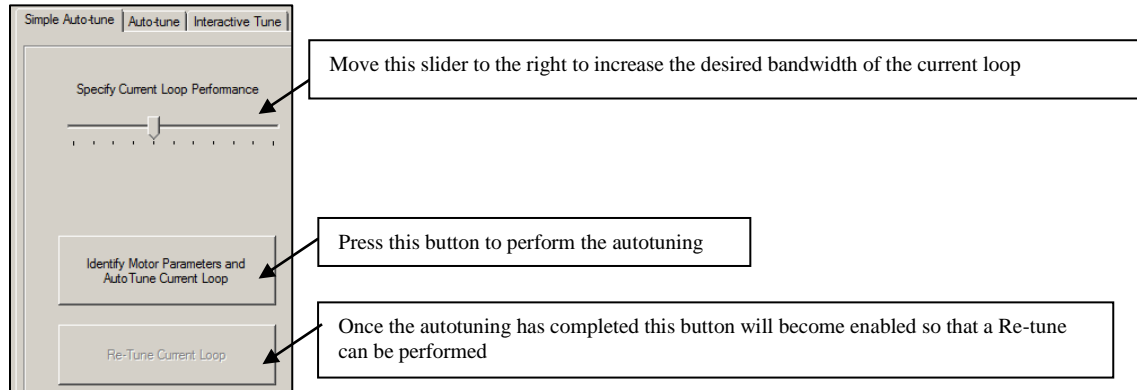 Simple Auto-tune Auto-tune Interactive Tune
Move this slider to the right to increase the desired bandwidth of the current loop
Specify Current Loop Performance
Press this button to perform the autotuning
Identify Motor Parameters and
AutoTune Current Loop
Once the autotuning has completed this button will become enabled so that a Re-tune
can be performed
Re-Tune Current Loop